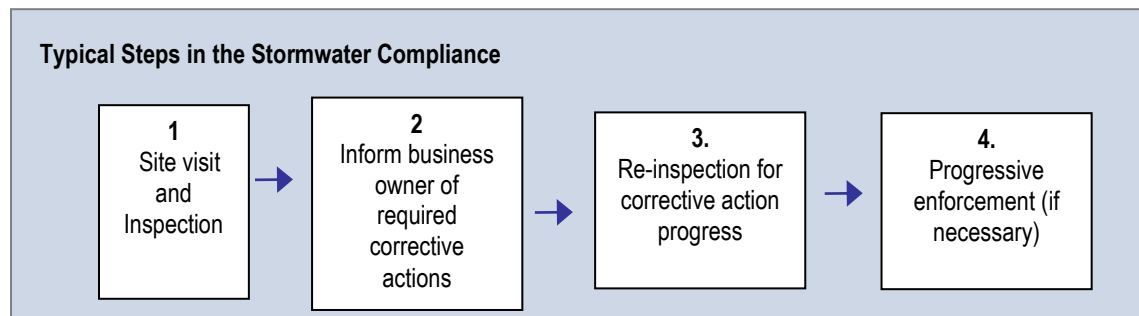 Typical Steps in the Stormwater Compliance
1
Site visit
and
Inspection
2
Inform business
owner of
required
corrective
actions
3.
Re-inspection for
corrective action
progress
4.
Progressive
enforcement (if
necessary)